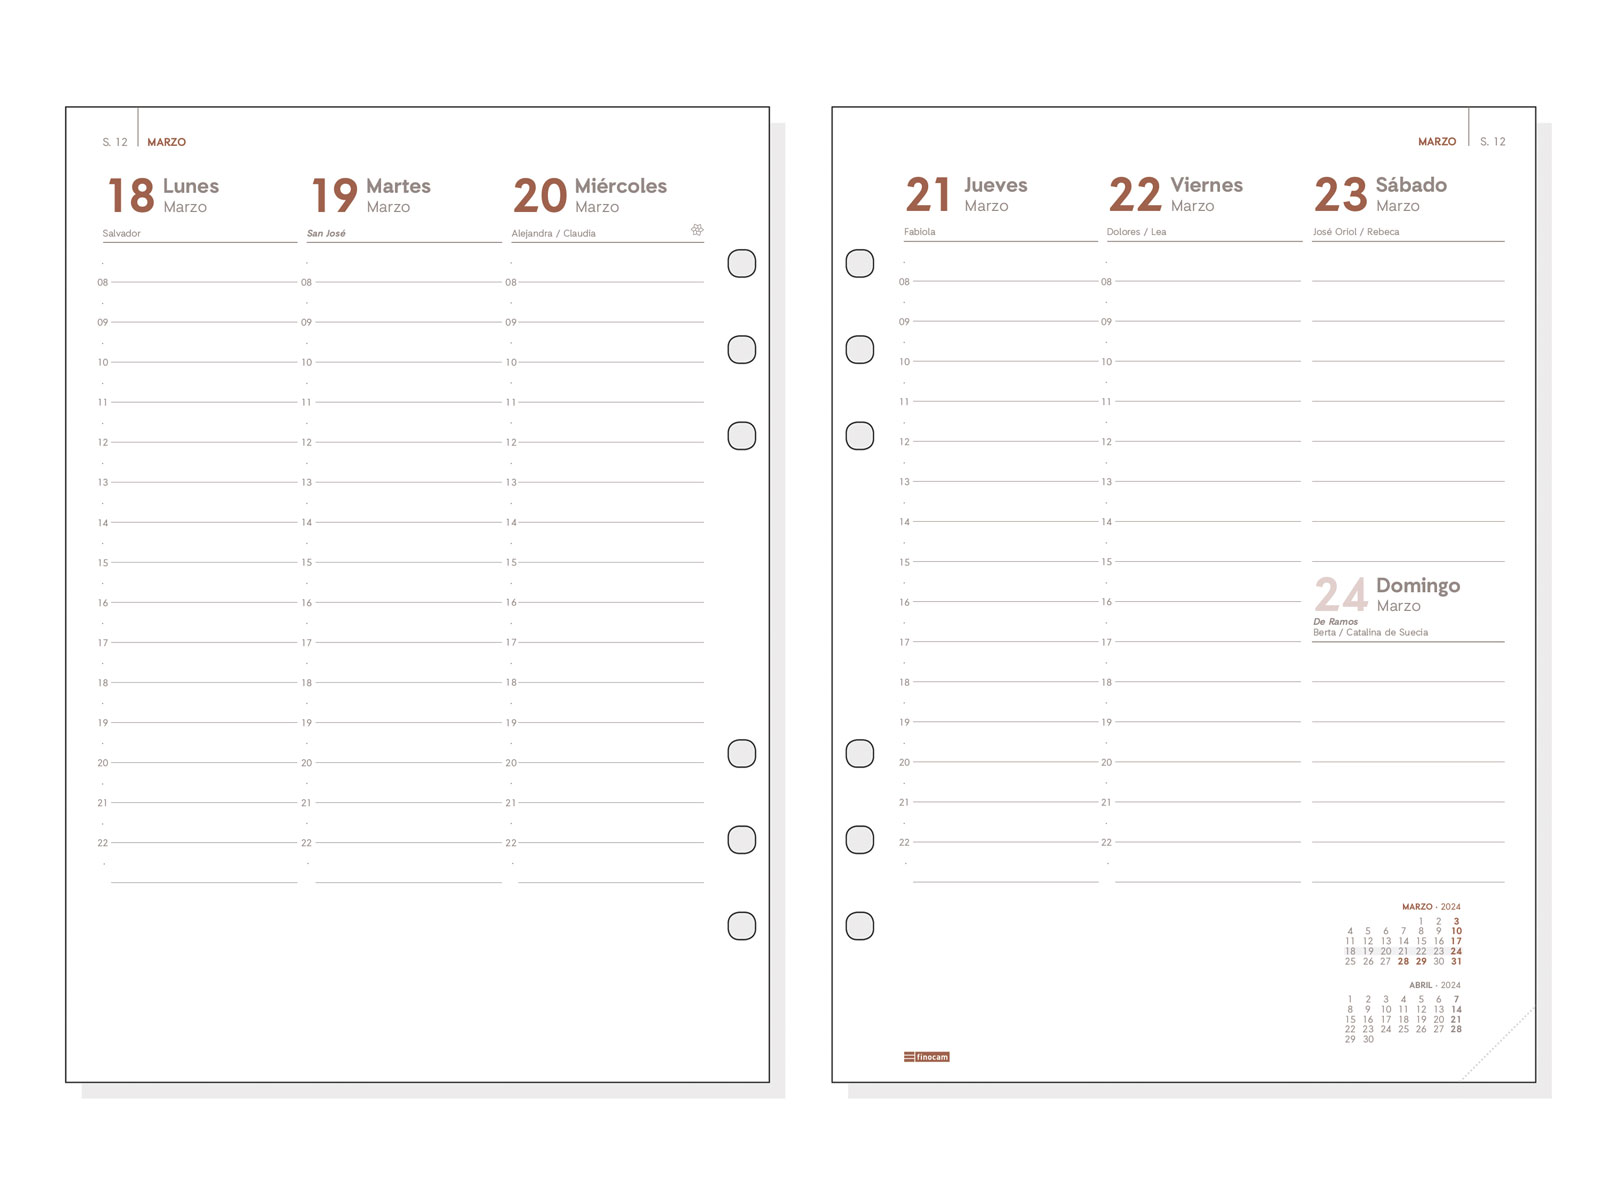 S. 12 MARZO
18 Lunes Marzo
Salvador
19 Martes Marzo
San José
20 Miércoles Marzo
Alejandra / Claudia
08 08 08
09 09 09
10 10 10
11 11 11
12 12 12
13 13 13
14 14 14
15 15 15
16 16 16
17 17 17
18 18 18
19 19 19
20 20 20
21 21 21
22 22 22
MARZO S. 12
21 Jueves Marzo
Fabiola
22 Viernes Marzo
Dolores / Lea
23 Sábado Marzo
José Oriol / Rebeca
08 08
09 09
10 10
11 11
12 12
13 13
14 14
15 15
16 16
17 17
18 18
19 19
20 20
21 21
22 22
24 Domingo Marzo
De Ramos
Berta / Catalina de Suecia
MARZO · 2024
1 2 3
4 5 6 7 8 9 10
11 12 13 14 15 16 17
18 19 20 21 22 23 24
25 26 27 28 29 30 31
ABRIL · 2024
1 2 3 4 5 6 7
8 9 10 11 12 13 14
15 16 17 18 19 20 21
22 23 24 25 26 27 28
29 30
finocam